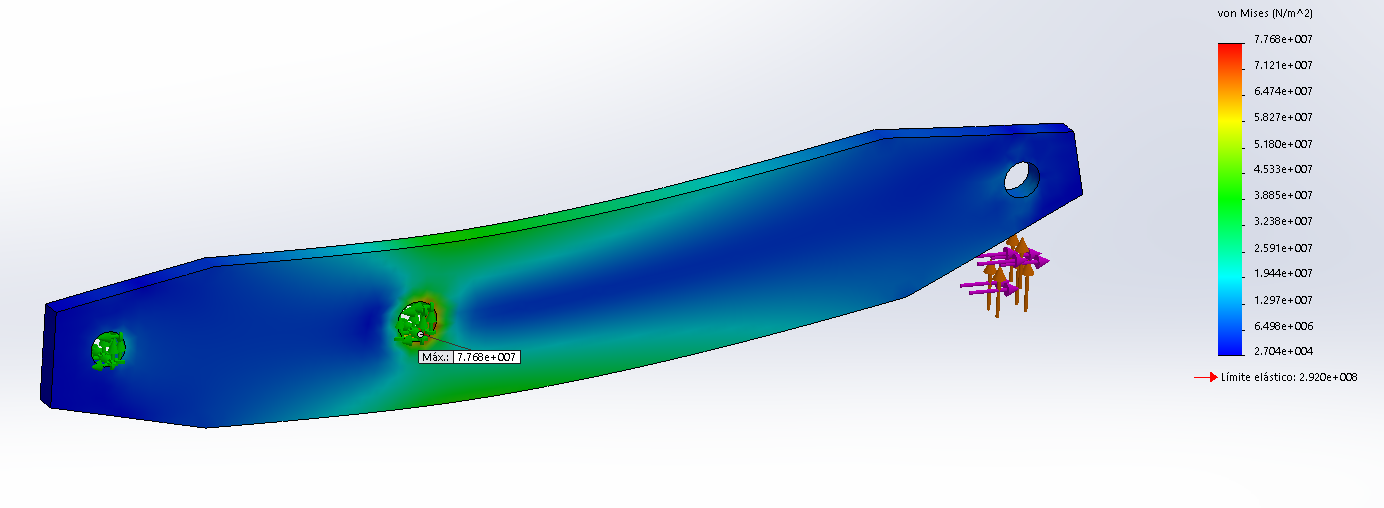 von Mises (N/m^2)
7.768e+007
7.121e+007
6.474e+007
5.827e+007
5.180e+007
4.533e+007
3.885e+007
3.238e+007
2.591e+007
1.944e+007
1.297e+007
6.498e+006
2.704e+004
Límite elástico: 2.920e+008
Máx.: 7.768e+007